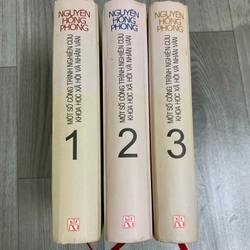 NGUYỄN
HỒNG
PHONG
MỘT SỐ CÔNG TRÌNH NGHIÊN CỨU
KHOA HỌC XÃ HỘI VÀ NHÂN VĂN
1
NGUYỄN
HỒNG
PHONG
MỘT SỐ CÔNG TRÌNH NGHIÊN CỨU
KHOA HỌC XÃ HỘI VÀ NHÂN VĂN
2
NGUYỄN
HỒNG
PHONG
MỘT SỐ CÔNG TRÌNH NGHIÊN CỨU
KHOA HỌC XÃ HỘI VÀ NHÂN VĂN
3